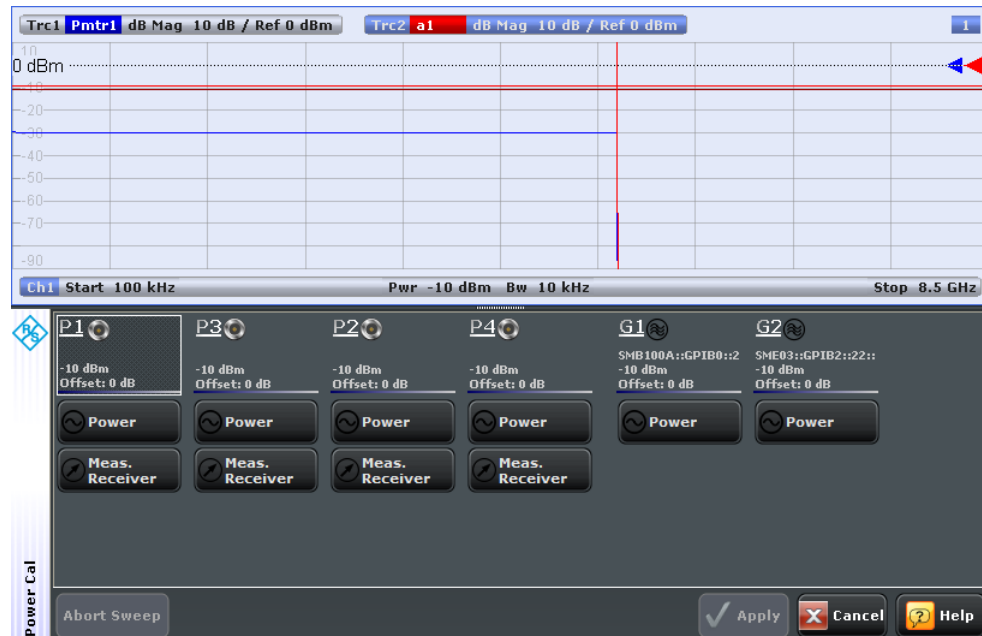 Trc1 Pmtr1 dB Mag 10 dB / Ref 0 dBm Trc2 a1 dB Mag 10 dB / Ref 0 dBm 1
10
0 dBm
-10
-20
-30
-40
-50
-60
-70
-90
Ch1 Start 100 kHz Pwr -10 dBm Bw 10 kHz Stop 8.5 GHz
R&S
P1 P3 P2 P4 G1 G2
SMB100A::GPIB0::2 SME03::GPIB2::22::
-10 dBm -10 dBm -10 dBm -10 dBm -10 dBm -10 dBm
Offset: 0 dB Offset: 0 dB Offset: 0 dB Offset: 0 dB Offset: 0 dB Offset: 0 dB
Power Power Power Power Power Power
Meas. Receiver Meas. Receiver Meas. Receiver Meas. Receiver
Power Cal
Abort Sweep Apply Cancel Help